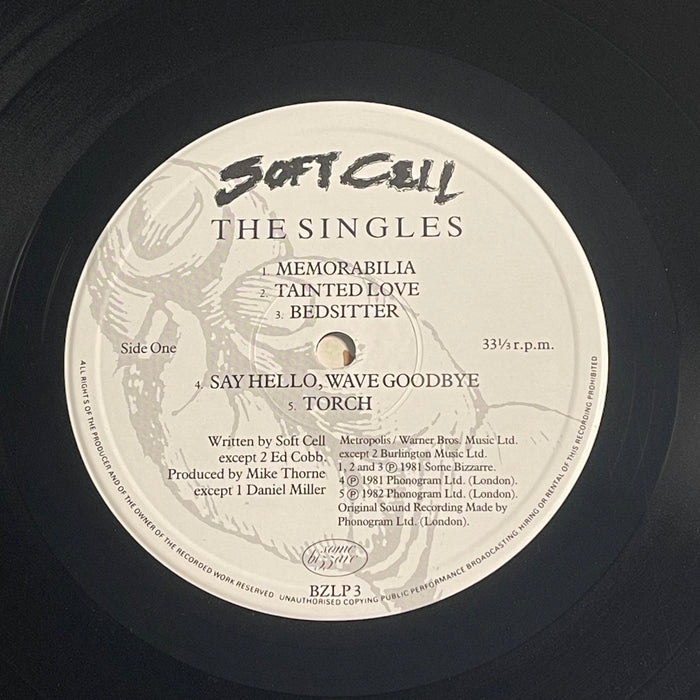 SOFT CELL
THE SINGLES
1. MEMORABILIA
2. TAINTED LOVE
3. BEDSITTER
Side One
33⅓ r.p.m.
4. SAY HELLO, WAVE GOODBYE
5. TORCH
Written by Soft Cell
except 2 Ed Cobb.
Produced by Mike Thorne
except 1 Daniel Miller
Metropolis / Warner Bros. Music Ltd.
except 2 Burlington Music Ltd.
1, 2 and 3 ℗ 1981 Some Bizzarre.
4 ℗ 1981 Phonogram Ltd. (London).
5 ℗ 1982 Phonogram Ltd. (London).
Original Sound Recording Made by
Phonogram Ltd. (London).
some
bizzare
BZLP 3
ALL RIGHTS OF THE PRODUCER AND OF THE OWNER OF THE RECORDED WORK RESERVED. UNAUTHORISED COPYING PUBLIC PERFORMANCE BROADCASTING, HIRING OR RENTAL OF THIS RECORDING PROHIBITED